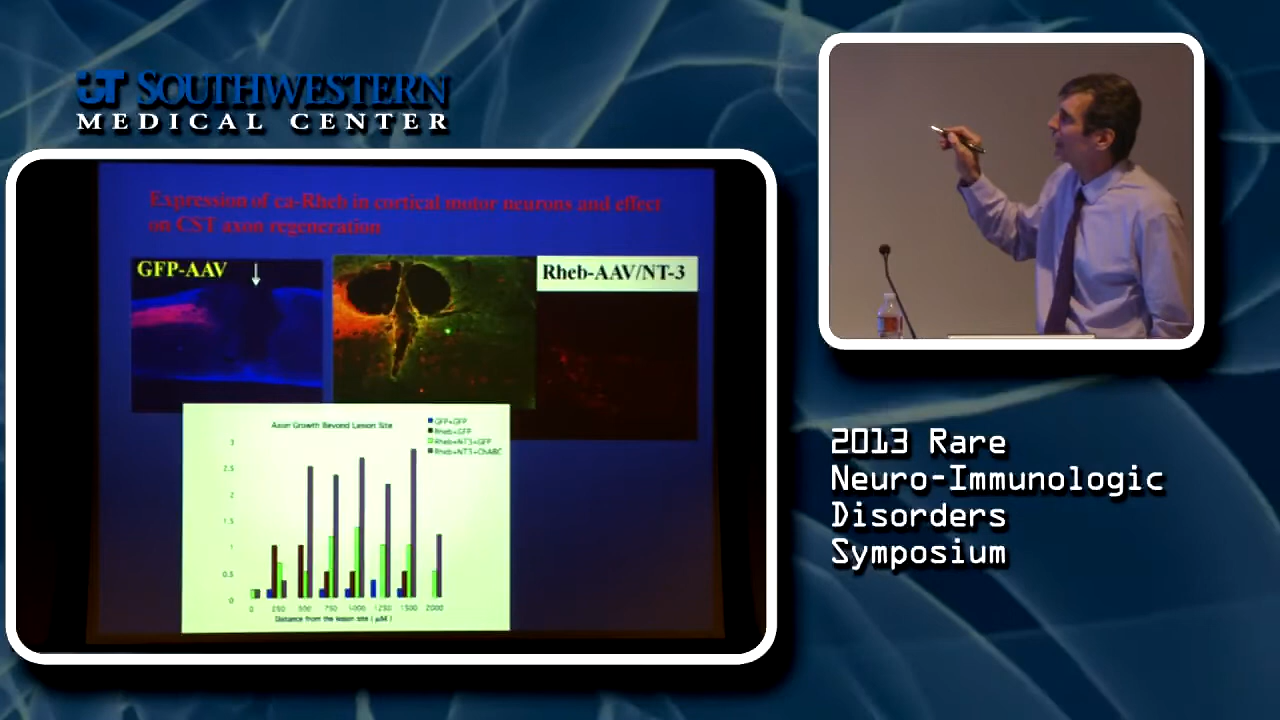 UT SOUTHWESTERN
MEDICAL CENTER
Expression of ca-Rheb in cortical motor neurons and effect
on CST axon regeneration
GFP-AAV
Rheb-AAV/NT-3
Axon Growth Beyond Lesion Site
GFP+GFP
Rheb+GFP
Rheb+NT3+GFP
Rheb+NT3+ChABC
3
2.5
2
1.5
1
0.5
0
0 250 500 750 1000 1250 1500 2000
Distance from the lesion site ( µM )
2013 Rare
Neuro-Immunologic
Disorders
Symposium